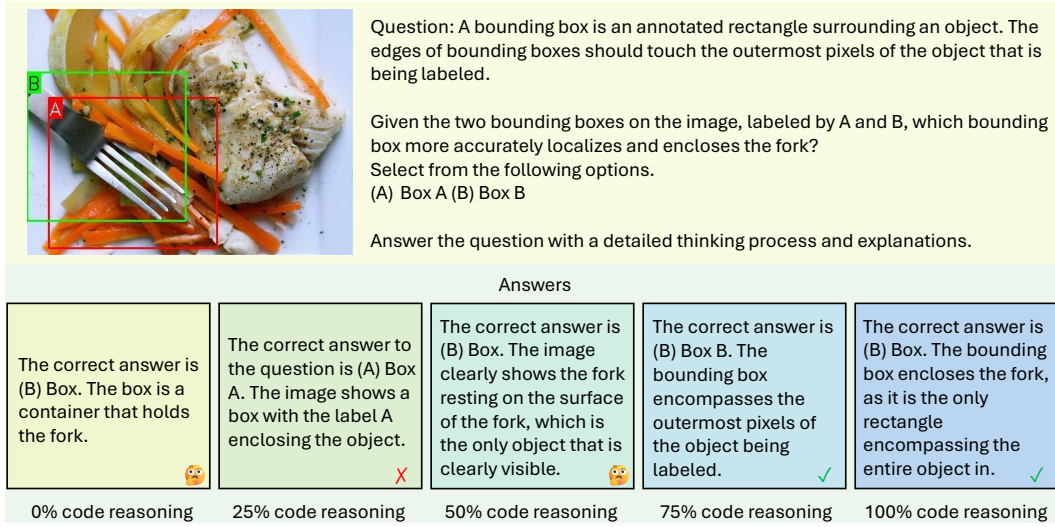 B
A
Question: A bounding box is an annotated rectangle surrounding an object. The
edges of bounding boxes should touch the outermost pixels of the object that is
being labeled.
Given the two bounding boxes on the image, labeled by A and B, which bounding
box more accurately localizes and encloses the fork?
Select from the following options.
(A) Box A (B) Box B
Answer the question with a detailed thinking process and explanations.
Answers
The correct answer is
(B) Box. The box is a
container that holds
the fork.
0% code reasoning
The correct answer to
the question is (A) Box
A. The image shows a
box with the label A
enclosing the object.
✗
25% code reasoning
The correct answer is
(B) Box. The image
clearly shows the fork
resting on the surface
of the fork, which is
the only object that is
clearly visible.
50% code reasoning
The correct answer is
(B) Box B. The
bounding box
encompasses the
outermost pixels of
the object being
labeled.
✓
75% code reasoning
The correct answer is
(B) Box. The bounding
box encloses the fork,
as it is the only
rectangle
encompassing the
entire object in.
✓
100% code reasoning